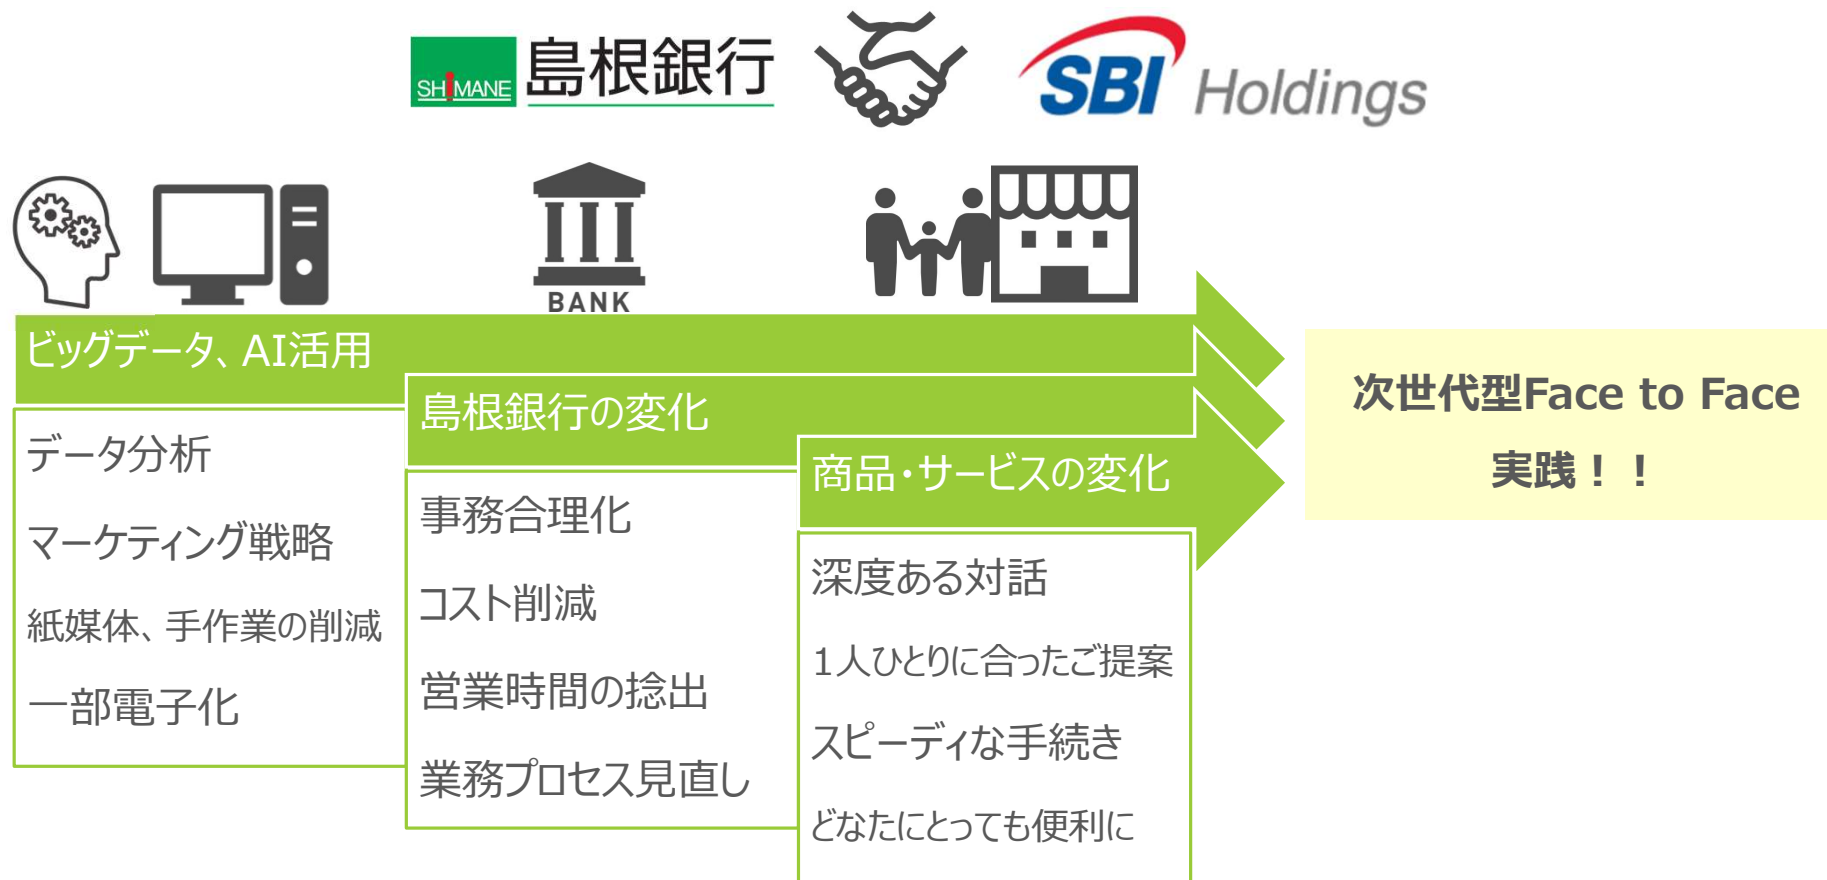 SHIMANE 島根銀行
SBI Holdings
BANK
ビッグデータ、AI活用
データ分析
マーケティング戦略
紙媒体、手作業の削減
一部電子化
島根銀行の変化
事務合理化
コスト削減
営業時間の捻出
業務プロセス見直し
商品・サービスの変化
深度ある対話
1人ひとりに合ったご提案
スピーディな手続き
どなたにとっても便利に
次世代型Face to Face
実践！！